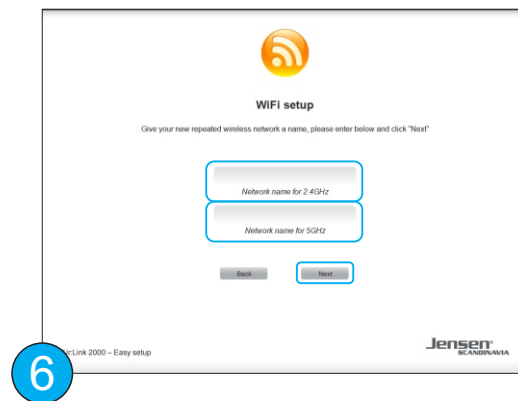 WiFi setup
Give your new repeated wireless network a name, please enter below and click "Next"
Network name for 2.4GHz
Network name for 5GHz
Back Next
Link 2000 – Easy setup
Jensen
SCANDINAVIA
6